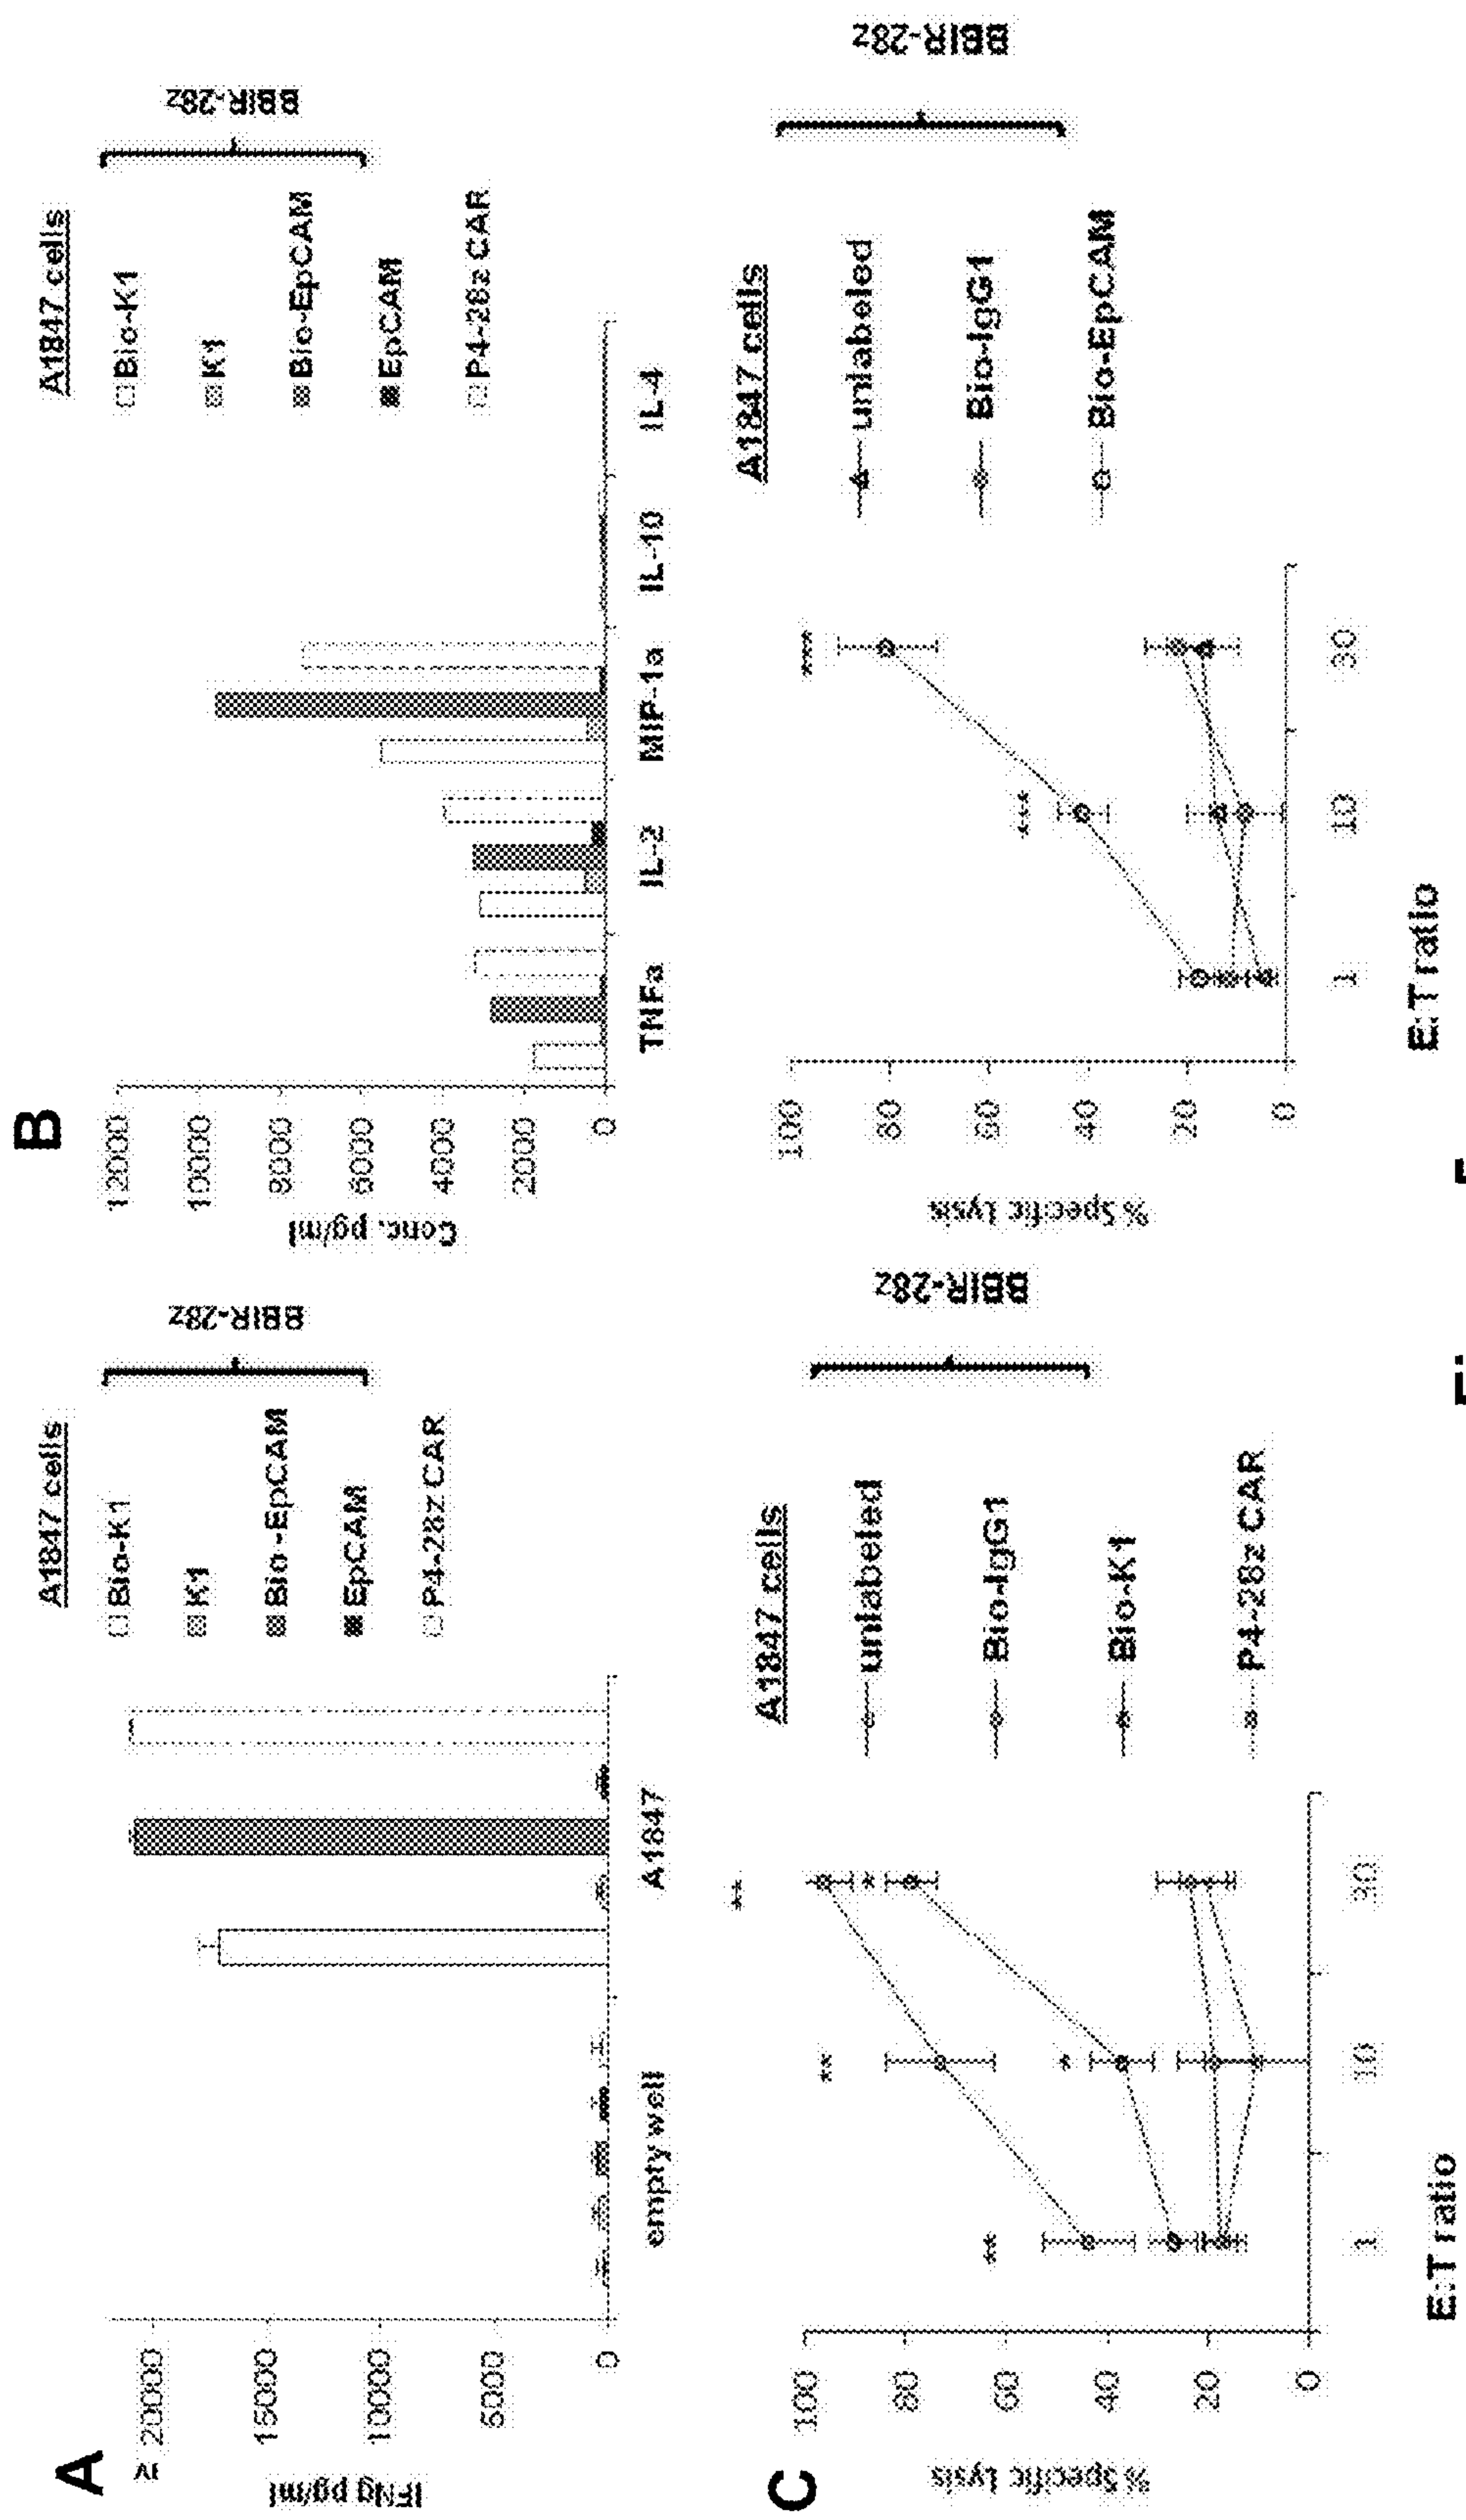 A
≥
IFNg pg/ml
20000
15000
10000
5000
0
empty well
A1847
A1847 cells
Bio-K1
K1
Bio-EpCAM
EpCAM
P4-28z CAR
BBIR-28z
B
Conc. pg/ml
12000
10000
8000
6000
4000
2000
0
TNFa
IL-2
MIP-1a
IL-10
IL-4
A1847 cells
Bio-K1
K1
Bio-EpCAM
EpCAM
P4-28z CAR
BBIR-28z
C
% Specific Lysis
100
80
60
40
20
0
**
**
*
**
*
1
10
30
E:T ratio
A1847 cells
unlabeled
Bio-IgG1
Bio-K1
P4-28z CAR
BBIR-28z
% Specific Lysis
100
80
60
40
20
0
***
1
10
30
E:T ratio
A1847 cells
unlabeled
Bio-IgG1
Bio-EpCAM
BBIR-28z